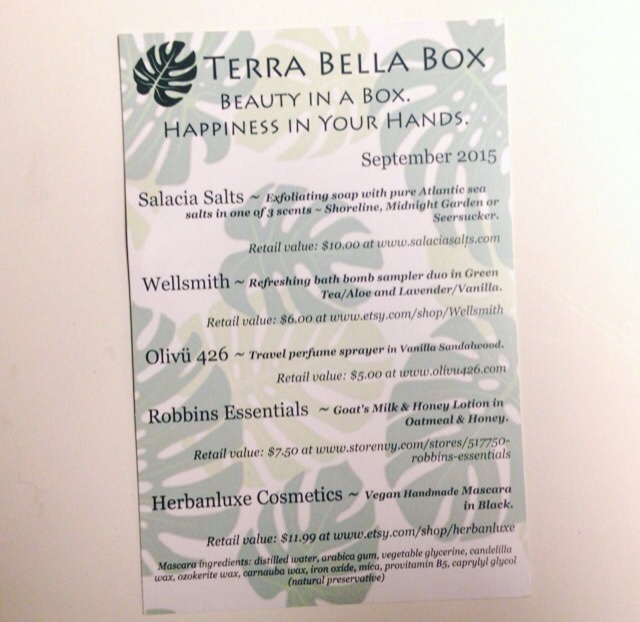 TERRA BELLA BOX
BEAUTY IN A BOX.
HAPPINESS IN YOUR HANDS.
September 2015
Salacia Salts ~ Exfoliating soap with pure Atlantic sea
salts in one of 3 scents ~ Shoreline, Midnight Garden or
Seersucker.
Retail value: $10.00 at www.salaciasalts.com
Wellsmith ~ Refreshing bath bomb sampler duo in Green
Tea/Aloe and Lavender/Vanilla.
Retail value: $6.00 at www.etsy.com/shop/Wellsmith
Olivü 426 ~ Travel perfume sprayer in Vanilla Sandalwood.
Retail value: $5.00 at www.olivu426.com
Robbins Essentials ~ Goat's Milk & Honey Lotion in
Oatmeal & Honey.
Retail value: $7.50 at www.storenvy.com/stores/517750-
robbins-essentials
Herbanluxe Cosmetics ~ Vegan Handmade Mascara
in Black.
Retail value: $11.99 at www.etsy.com/shop/herbanluxe
Mascara ingredients: distilled water, arabica gum, vegetable glycerine, candelilla
wax, ozokerite wax, carnauba wax, iron oxide, mica, provitamin B5, caprylyl glycol
(natural preservative)